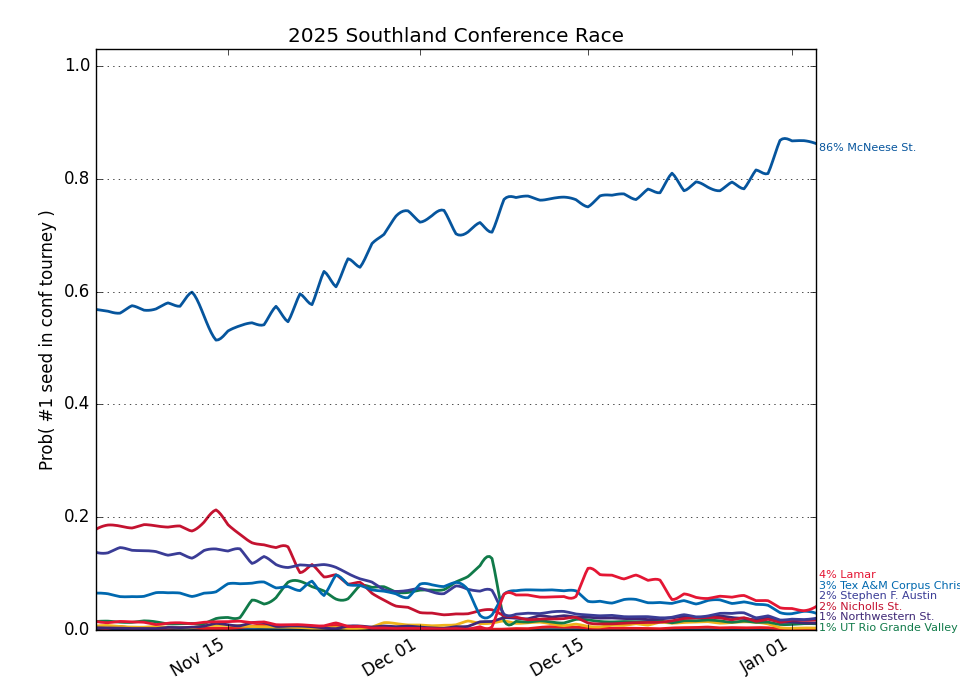 2025 Southland Conference Race
Prob( #1 seed in conf tourney )
1.0
0.8
0.6
0.4
0.2
0.0
Nov 15
Dec 01
Dec 15
Jan 01
86% McNeese St.
4% Lamar
3% Tex A&M Corpus Chris
2% Stephen F. Austin
2% Nicholls St.
1% Northwestern St.
1% UT Rio Grande Valley